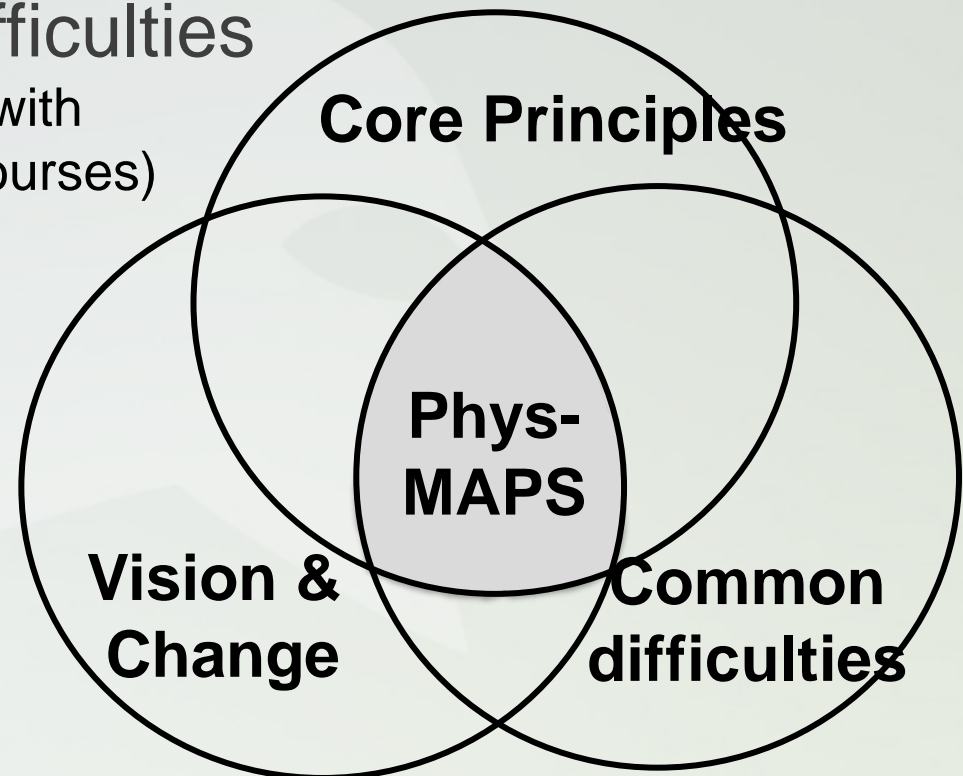 fficulties
with
ourses)
Core Principles
Phys-
MAPS
Vision &
Change
Common
difficulties